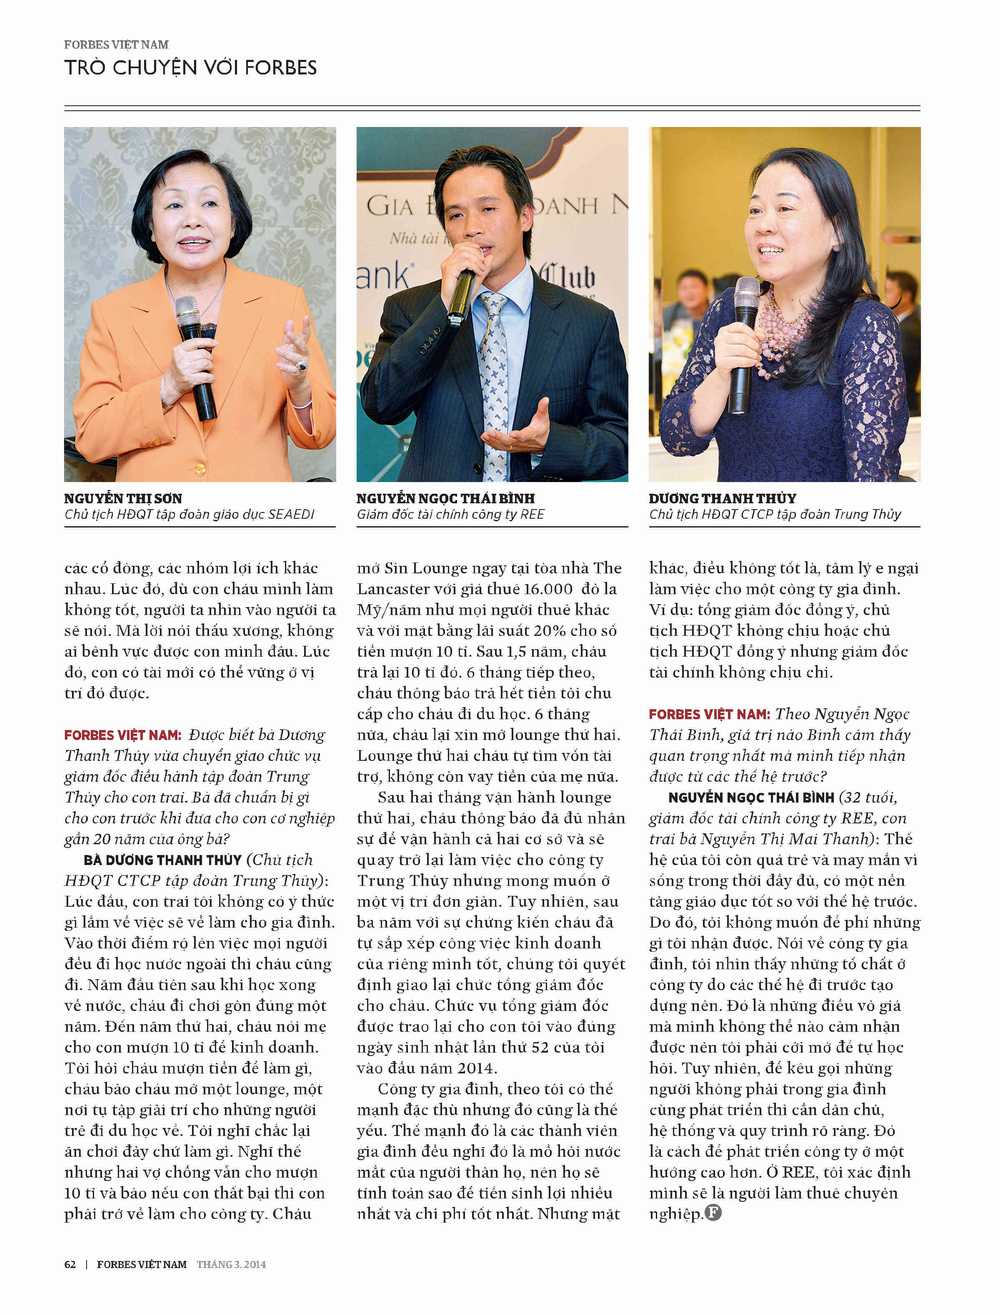 FORBES VIỆT NAM
TRÒ CHUYỆN VỚI FORBES
GIA Đ
OANH N
Nhà tài t
ank
Club
NGUYỄN THỊ SƠN
Chủ tịch HĐQT tập đoàn giáo dục SEAEDI
NGUYỄN NGỌC THÁI BÌNH
Giám đốc tài chính công ty REE
DƯƠNG THANH THỦY
Chủ tịch HĐQT CTCP tập đoàn Trung Thủy
các cổ đông, các nhóm lợi ích khác
nhau. Lúc đó, dù con cháu mình làm
không tốt, người ta nhìn vào người ta
sẽ nói. Mà lời nói thấu xương, không
ai bênh vực được con mình đâu. Lúc
đó, con có tài mới có thể vững ở vị
trí đó được.
FORBES VIỆT NAM: Được biết bà Dương
Thanh Thủy vừa chuyển giao chức vụ
giám đốc điều hành tập đoàn Trung
Thủy cho con trai. Bà đã chuẩn bị gì
cho con trước khi đưa cho con cơ nghiệp
gần 20 năm của ông bà?
BÀ DƯƠNG THANH THỦY (Chủ tịch
HĐQT CTCP tập đoàn Trung Thủy):
Lúc đầu, con trai tôi không có ý thức
gì lắm về việc sẽ về làm cho gia đình.
Vào thời điểm rộ lên việc mọi người
đều đi học nước ngoài thì cháu cũng
đi. Năm đầu tiên sau khi học xong
về nước, cháu đi chơi gôn đúng một
năm. Đến năm thứ hai, cháu nói mẹ
cho con mượn 10 tỉ để kinh doanh.
Tôi hỏi cháu mượn tiền để làm gì,
cháu bảo cháu mở một lounge, một
nơi tụ tập giải trí cho những người
trẻ đi du học về. Tôi nghĩ chắc lại
ăn chơi đây chứ làm gì. Nghĩ thế
nhưng hai vợ chồng vẫn cho mượn
10 tỉ và bảo nếu con thất bại thì con
phải trở về làm cho công ty. Cháu
mở Sin Lounge ngay tại tòa nhà The
Lancaster với giá thuê 16.000 đô la
Mỹ/năm như mọi người thuê khác
và với mặt bằng lãi suất 20% cho số
tiền mượn 10 tỉ. Sau 1,5 năm, cháu
trả lại 10 tỉ đó. 6 tháng tiếp theo,
cháu thông báo trả hết tiền tôi chu
cấp cho cháu đi du học. 6 tháng
nữa, cháu lại xin mở lounge thứ hai.
Lounge thứ hai cháu tự tìm vốn tài
trợ, không còn vay tiền của mẹ nữa.
Sau hai tháng vận hành lounge
thứ hai, cháu thông báo đã đủ nhân
sự để vận hành cả hai cơ sở và sẽ
quay trở lại làm việc cho công ty
Trung Thủy nhưng mong muốn ở
một vị trí đơn giản. Tuy nhiên, sau
ba năm với sự chứng kiến cháu đã
tự sắp xếp công việc kinh doanh
của riêng mình tốt, chúng tôi quyết
định giao lại chức tổng giám đốc
cho cháu. Chức vụ tổng giám đốc
được trao lại cho con tôi vào đúng
ngày sinh nhật lần thứ 52 của tôi
vào đầu năm 2014.
Công ty gia đình, theo tôi có thế
mạnh đặc thù nhưng đó cũng là thế
yếu. Thế mạnh đó là các thành viên
gia đình đều nghĩ đó là mồ hôi nước
mắt của người thân họ, nên họ sẽ
tính toán sao để tiền sinh lợi nhiều
nhất và chi phí tốt nhất. Nhưng mặt
khác, điều không tốt là, tâm lý e ngại
làm việc cho một công ty gia đình.
Ví dụ: tổng giám đốc đồng ý, chủ
tịch HĐQT không chịu hoặc chủ
tịch HĐQT đồng ý nhưng giám đốc
tài chính không chịu chi.
FORBES VIỆT NAM: Theo Nguyễn Ngọc
Thái Bình, giá trị nào Bình cảm thấy
quan trọng nhất mà mình tiếp nhận
được từ các thế hệ trước?
NGUYỄN NGỌC THÁI BÌNH (32 tuổi,
giám đốc tài chính công ty REE, con
trai bà Nguyễn Thị Mai Thanh): Thế
hệ của tôi còn quá trẻ và may mắn vì
sống trong thời đầy đủ, có một nền
tảng giáo dục tốt so với thế hệ trước.
Do đó, tôi không muốn để phí những
gì tôi nhận được. Nói về công ty gia
đình, tôi nhìn thấy những tố chất ở
công ty do các thế hệ đi trước tạo
dựng nên. Đó là những điều vô giá
mà mình không thể nào cảm nhận
được nên tôi phải cởi mở để tự học
hỏi. Tuy nhiên, để kêu gọi những
người không phải trong gia đình
cùng phát triển thì cần dân chủ,
hệ thống và quy trình rõ ràng. Đó
là cách để phát triển công ty ở một
hướng cao hơn. Ở REE, tôi xác định
mình sẽ là người làm thuê chuyên
nghiệp. F
62 | FORBES VIỆT NAM THÁNG 3. 2014